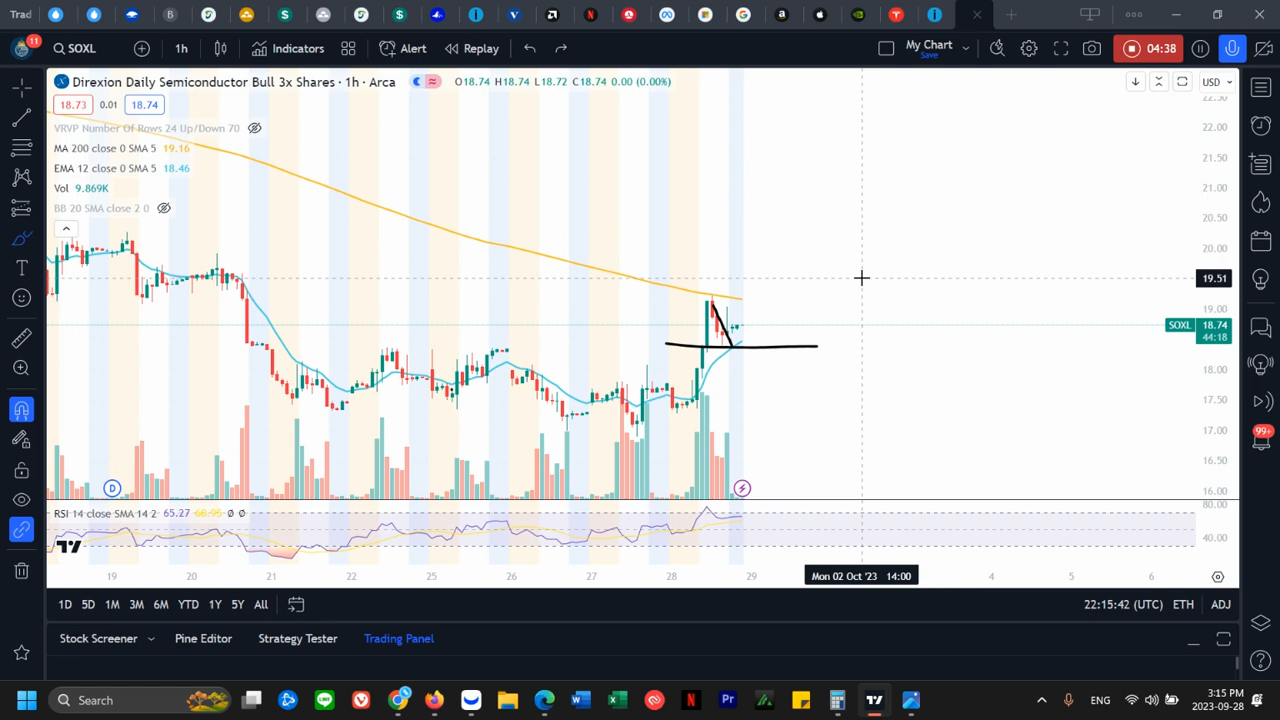 Trad
11
SOXL
1h
Indicators
Alert
Replay
My Chart
Save
04:38
Direxion Daily Semiconductor Bull 3x Shares · 1h · Arca
O18.74 H18.74 L18.72 C18.74 0.00 (0.00%)
USD
18.73 0.01 18.74
VRVP Number Of Rows 24 Up/Down 70
MA 200 close 0 SMA 5 19.16
EMA 12 close 0 SMA 5 18.46
Vol 9.869K
BB 20 SMA close 2 0
22.50
22.00
21.50
21.00
20.50
20.00
19.51
19.00
SOXL 18.74
44:18
18.00
17.50
17.00
16.50
16.00
D
RSI 14 close SMA 14 2 65.27 60.95 Ø Ø
80.00
40.00
99+
19 20 21 22 25 26 27 28 29 Mon 02 Oct '23 14:00 4 5 6
1D 5D 1M 3M 6M YTD 1Y 5Y All
22:15:42 (UTC) ETH ADJ
Stock Screener Pine Editor Strategy Tester Trading Panel
Search
ENG
3:15 PM
2023-09-28